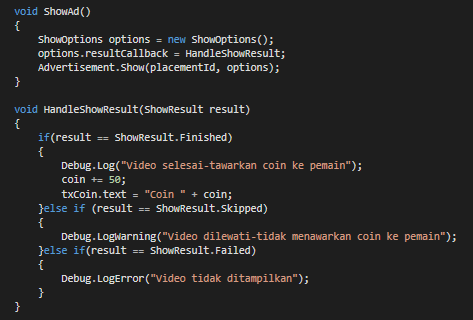 void ShowAd()
{
ShowOptions options = new ShowOptions();
options.resultCallback = HandleShowResult;
Advertisement.Show(placementId, options);
}
void HandleShowResult(ShowResult result)
{
if(result == ShowResult.Finished)
{
Debug.Log("Video selesai-tawarkan coin ke pemain");
coin += 50;
txCoin.text = "Coin " + coin;
}else if (result == ShowResult.Skipped)
{
Debug.LogWarning("Video dilewati-tidak menawarkan coin ke pemain");
}else if(result == ShowResult.Failed)
{
Debug.LogError("Video tidak ditampilkan");
}
}